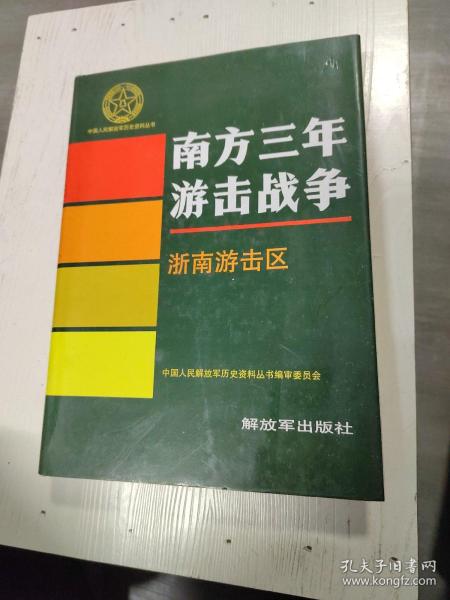 中国人民解放军历史资料丛书
南方三年
游击战争
浙南游击区
中国人民解放军历史资料丛书编审委员会
解放军出版社
孔夫子旧书网
www.kongfz.com